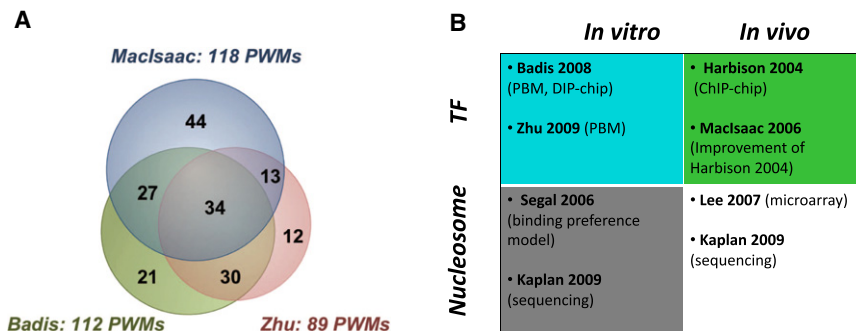 A
MacIsaac: 118 PWMs
44
27
13
34
12
21
30
Badis: 112 PWMs
Zhu: 89 PWMs
B
In vitro
In vivo
TF
• Badis 2008
(PBM, DIP-chip)
• Zhu 2009 (PBM)
• Harbison 2004
(ChIP-chip)
• MacIsaac 2006
(Improvement of
Harbison 2004)
Nucleosome
• Segal 2006
(binding preference
model)
• Kaplan 2009
(sequencing)
• Lee 2007 (microarray)
• Kaplan 2009
(sequencing)